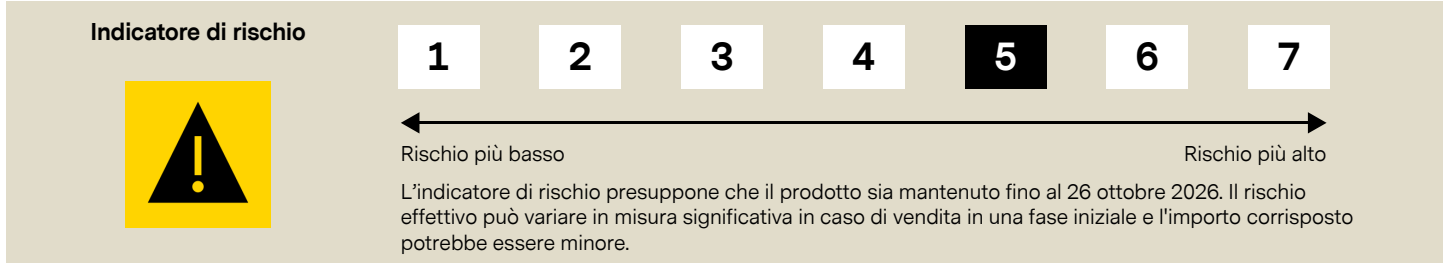 Indicatore di rischio
1 2 3 4 5 6 7
Rischio più basso Rischio più alto
L’indicatore di rischio presuppone che il prodotto sia mantenuto fino al 26 ottobre 2026. Il rischio
effettivo può variare in misura significativa in caso di vendita in una fase iniziale e l'importo corrisposto
potrebbe essere minore.